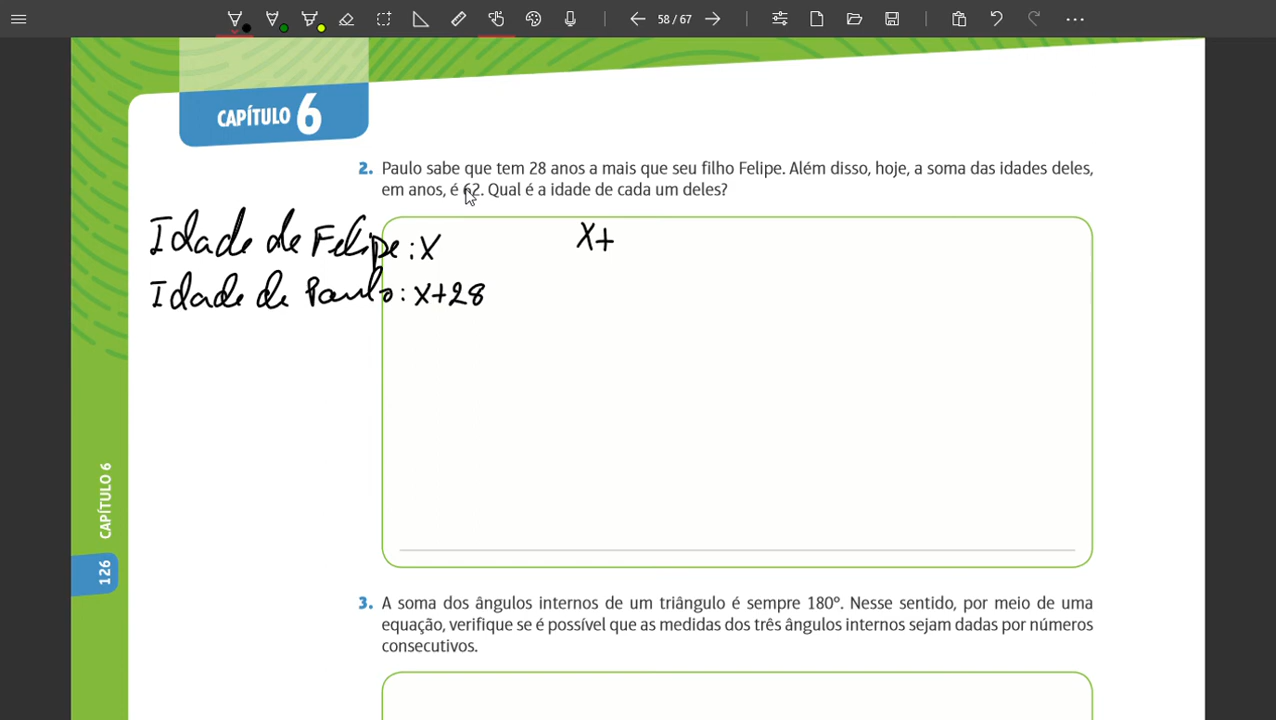 58 / 67
CAPÍTULO 6
2. Paulo sabe que tem 28 anos a mais que seu filho Felipe. Além disso, hoje, a soma das idades deles,
em anos, é 62. Qual é a idade de cada um deles?
Idade de Felipe: X
X+
Idade de Paulo: X+28
CAPÍTULO 6
126
3. A soma dos ângulos internos de um triângulo é sempre 180º. Nesse sentido, por meio de uma
equação, verifique se é possível que as medidas dos três ângulos internos sejam dadas por números
consecutivos.